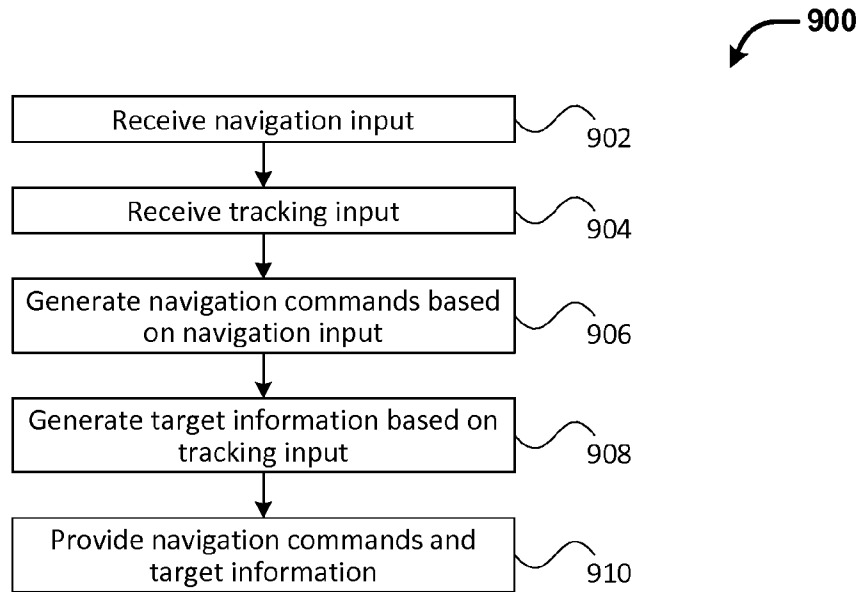 900
Receive navigation input
902
Receive tracking input
904
Generate navigation commands based
on navigation input
906
Generate target information based on
tracking input
908
Provide navigation commands and
target information
910